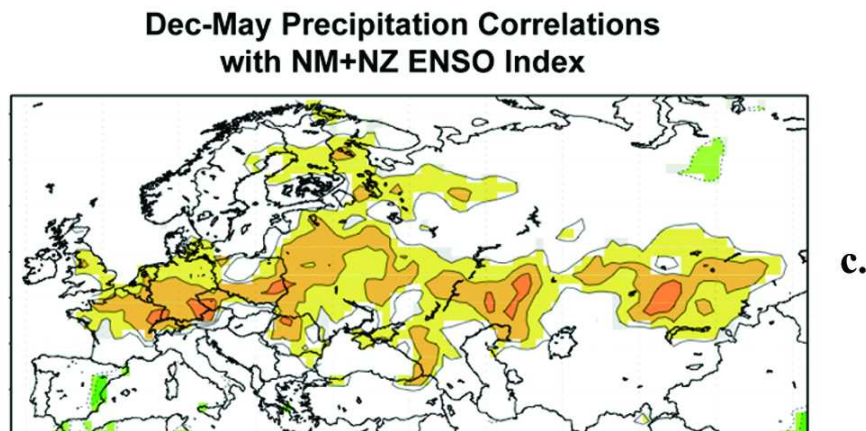 Dec-May Precipitation Correlations
with NM+NZ ENSO Index
c.